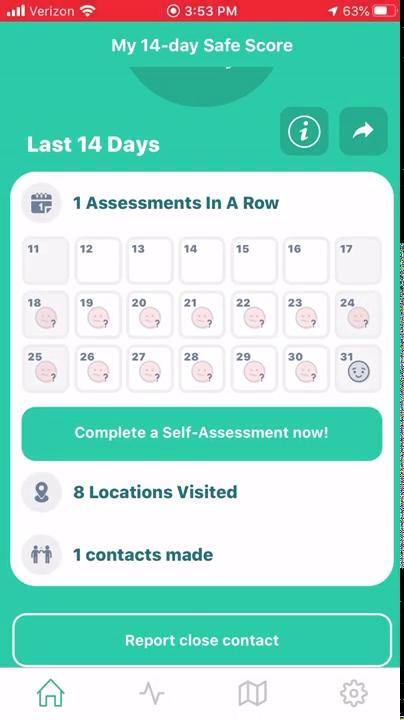 Verizon 3:53 PM 63%
My 14-day Safe Score
Last 14 Days
1 Assessments In A Row
11 12 13 14 15 16 17
18 19 20 21 22 23 24
? ? ? ? ? ? ?
25 26 27 28 29 30 31
? ? ? ? ? ?
Complete a Self-Assessment now!
8 Locations Visited
1 contacts made
Report close contact